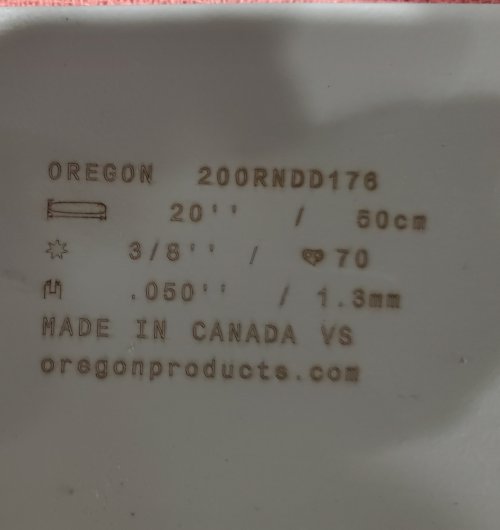 OREGON 200RNDD176
20'' / 50cm
3/8'' / 70
.050'' / 1.3mm
MADE IN CANADA VS
oregonproducts.com